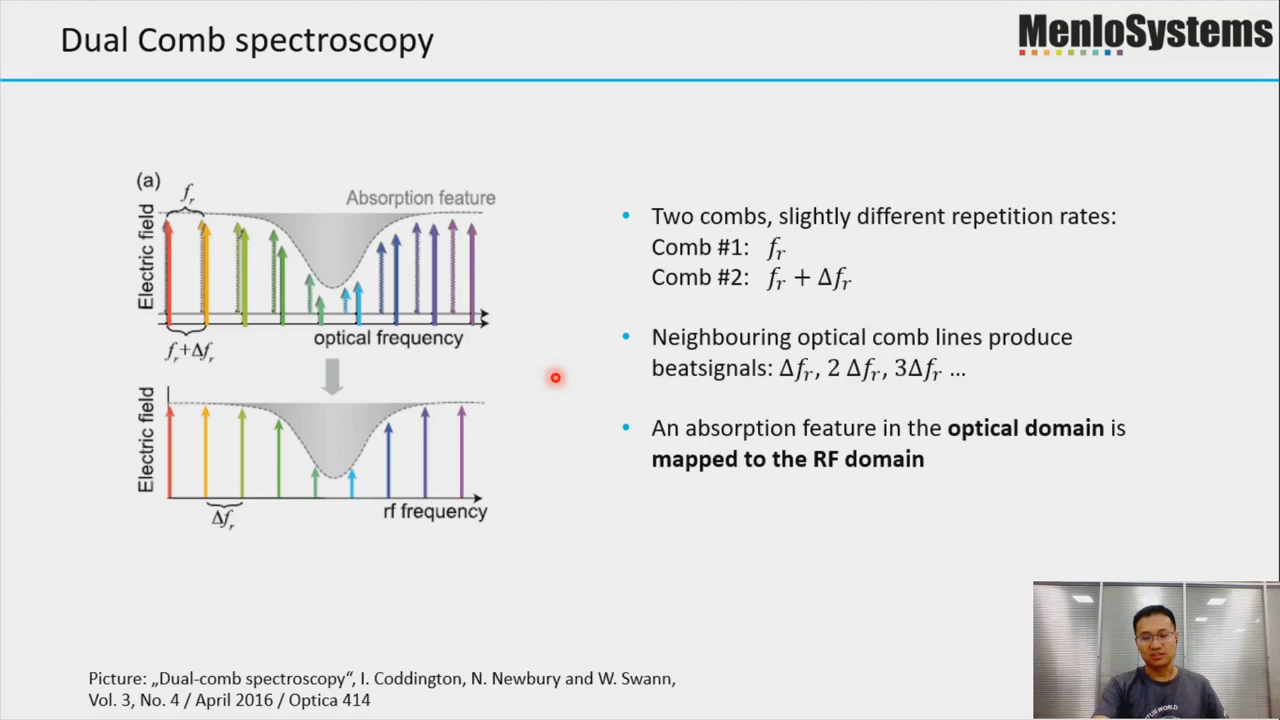 Dual Comb spectroscopy
MenloSystems
(a)
fr
Absorption feature
Electric field
optical frequency
fr+Δfr
Electric field
rf frequency
Δfr
• Two combs, slightly different repetition rates:
Comb #1: fr
Comb #2: fr + Δfr
• Neighbouring optical comb lines produce
beatsignals: Δfr, 2 Δfr, 3Δfr ...
• An absorption feature in the optical domain is
mapped to the RF domain
Picture: „Dual-comb spectroscopy“, I. Coddington, N. Newbury and W. Swann,
Vol. 3, No. 4 / April 2016 / Optica 414
WORLD